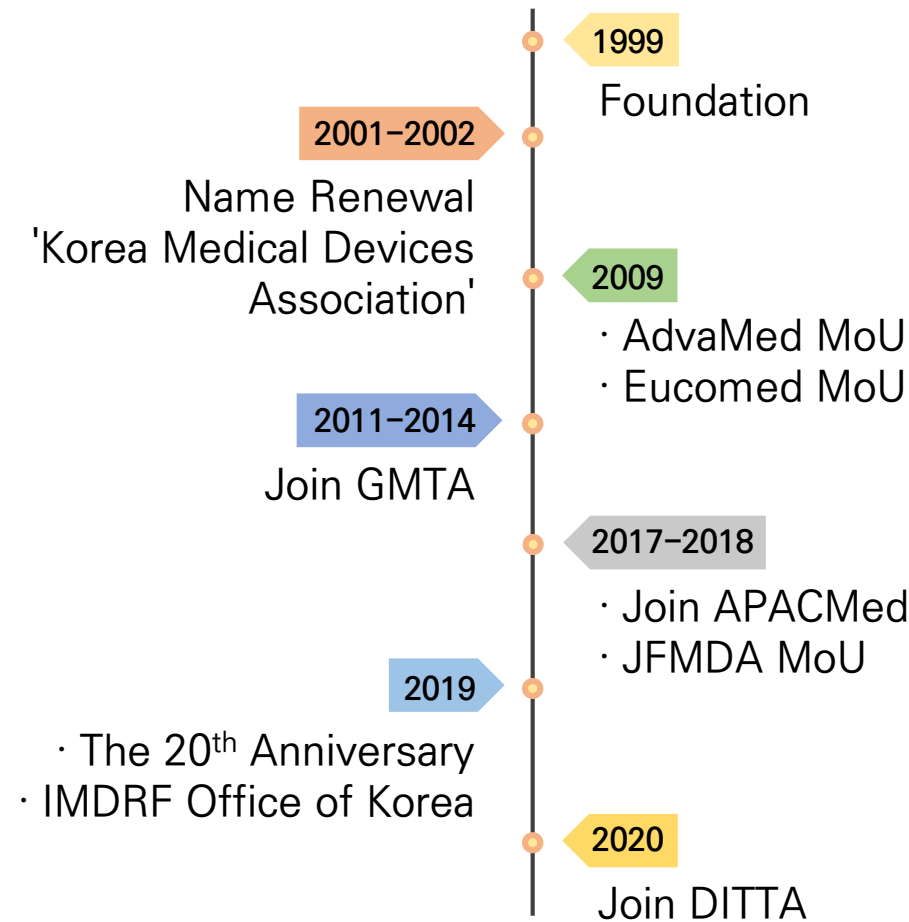 1999
Foundation
2001-2002
Name Renewal
'Korea Medical Devices
Association'
2009
· AdvaMed MoU
· Eucomed MoU
2011-2014
Join GMTA
2017-2018
· Join APACMed
· JFMDA MoU
2019
· The 20th Anniversary
· IMDRF Office of Korea
2020
Join DITTA